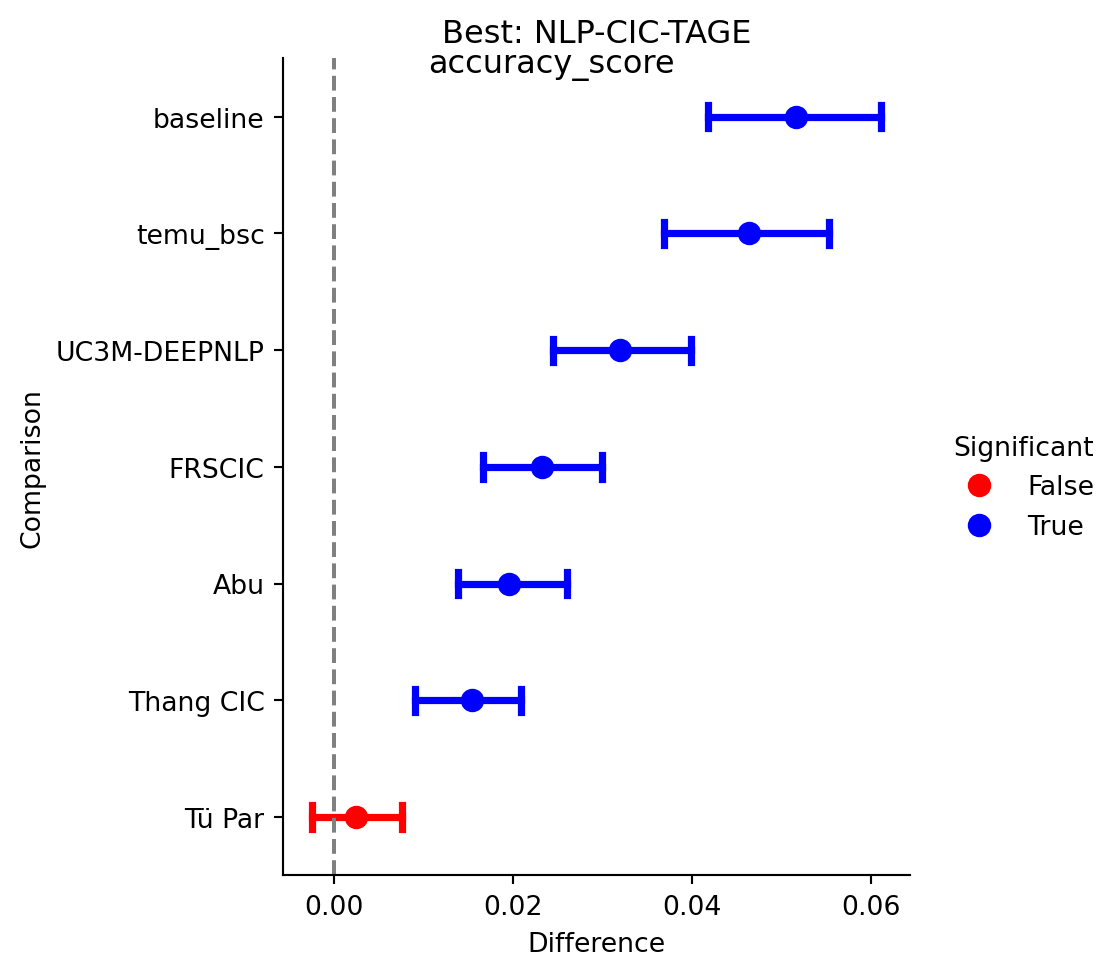 Best: NLP-CIC-TAGE
accuracy_score
baseline
temu_bsc
UC3M-DEEPNLP
FRSCIC
Abu
Thang CIC
Tü Par
Comparison
0.00 0.02 0.04 0.06
Difference
Significant
False
True